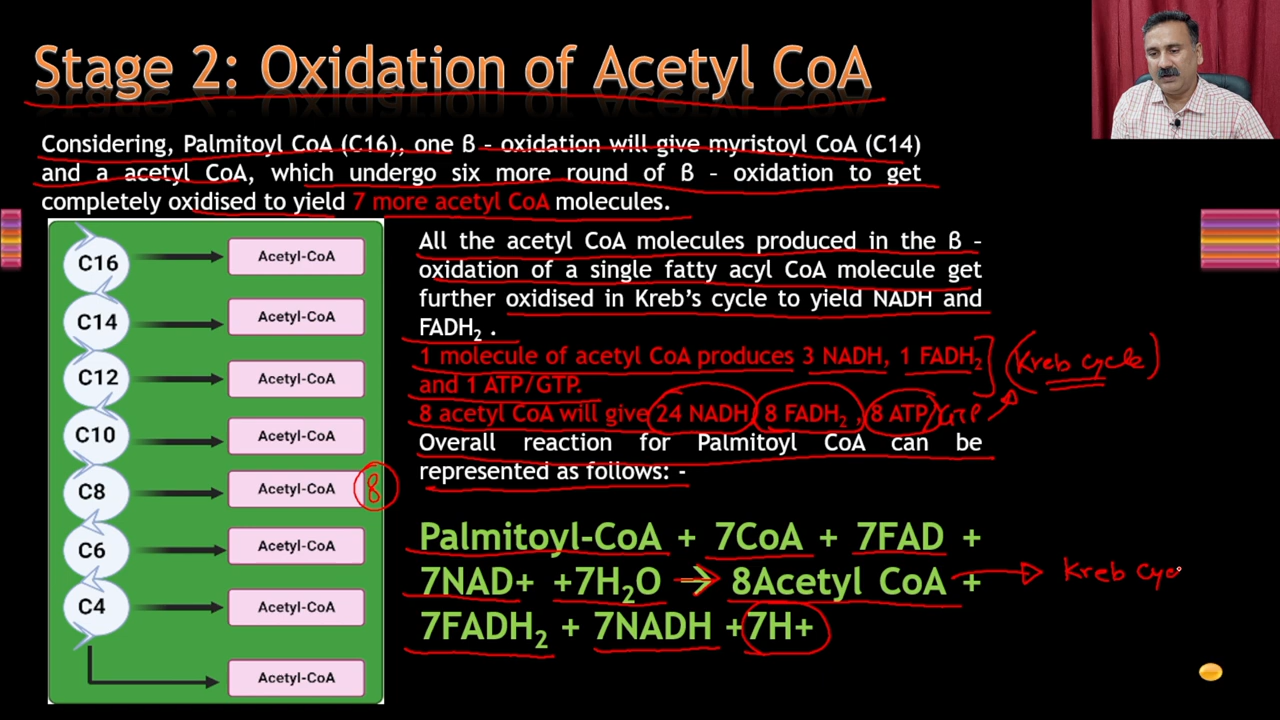 Stage 2: Oxidation of Acetyl CoA
Considering, Palmitoyl CoA (C16), one ß – oxidation will give myristoyl CoA (C14)
and a acetyl CoA, which undergo six more round of ß – oxidation to get
completely oxidised to yield 7 more acetyl CoA molecules.
C16 Acetyl-CoA
C14 Acetyl-CoA
C12 Acetyl-CoA
C10 Acetyl-CoA
C8 Acetyl-CoA 8
C6 Acetyl-CoA
C4 Acetyl-CoA
Acetyl-CoA
All the acetyl CoA molecules produced in the ß –
oxidation of a single fatty acyl CoA molecule get
further oxidised in Kreb's cycle to yield NADH and
FADH₂ .
1 molecule of acetyl CoA produces 3 NADH, 1 FADH₂
and 1 ATP/GTP.
(Kreb cycle)
8 acetyl CoA will give 24 NADH, 8 FADH₂ , 8 ATP/GTP
Overall reaction for Palmitoyl CoA can be
represented as follows: -
Palmitoyl-CoA + 7CoA + 7FAD +
7NAD+ +7H₂O → 8Acetyl CoA + → Kreb Cyc
7FADH₂ + 7NADH +7H+